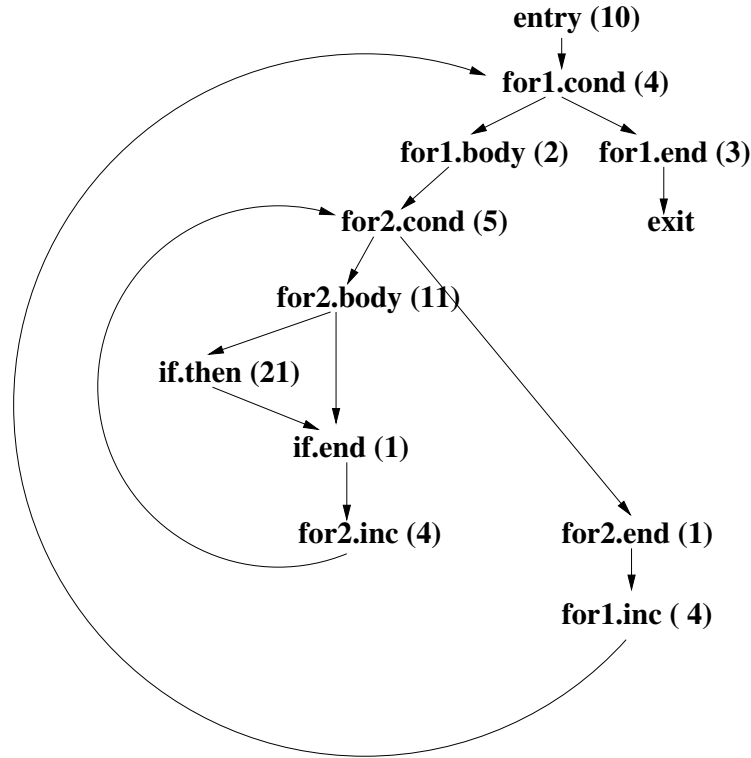 entry (10)
for1.cond (4)
for1.body (2)
for1.end (3)
for2.cond (5)
exit
for2.body (11)
if.then (21)
if.end (1)
for2.inc (4)
for2.end (1)
for1.inc ( 4)